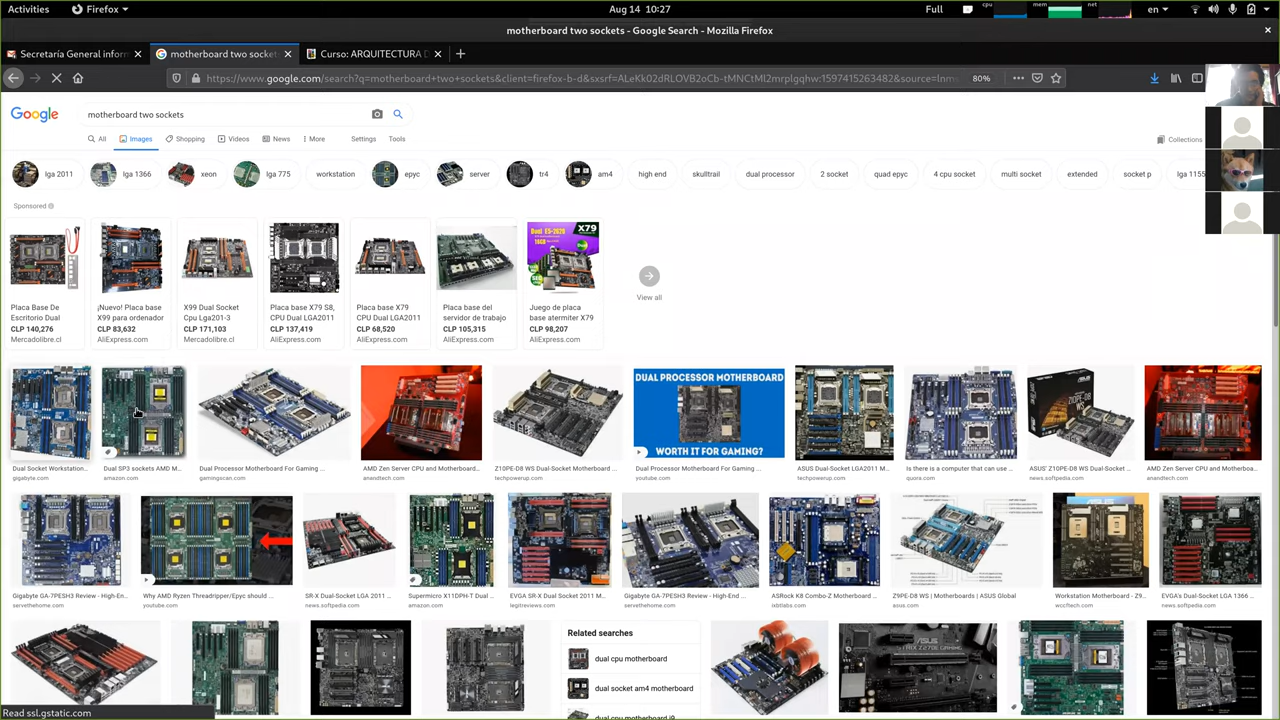 Activities
Firefox
Aug 14 10:27
Full
cpu
mem
net
en
motherboard two sockets - Google Search - Mozilla Firefox
Secretaría General inform
motherboard two socket
Curso: ARQUITECTURA D
80%
Google
motherboard two sockets
All
Images
Shopping
Videos
News
More
Settings
Tools
Collections
lga 2011
lga 1366
xeon
lga 775
workstation
epyc
server
tr4
am4
high end
skulltrail
dual processor
2 socket
quad epyc
4 cpu socket
multi socket
extended
socket p
lga 1155
Sponsored
Dual E5-2629
16GB
X79
View all
Placa Base De
Escritorio Dual
CLP 140,276
Mercadolibre.cl
¡Nuevo! Placa base
X99 para ordenador
CLP 83,632
AliExpress.com
X99 Dual Socket
Cpu Lga201-3
CLP 171,103
Mercadolibre.cl
Placa base X79 S8,
CPU Dual LGA2011
CLP 137,419
AliExpress.com
Placa base X79
CPU Dual LGA2011
CLP 68,520
AliExpress.com
Placa base del
servidor de trabajo
CLP 105,315
AliExpress.com
Juego de placa
base atermiter X79
CLP 98,207
AliExpress.com
DUAL PROCESSOR MOTHERBOARD
WORTH IT FOR GAMING?
Dual Socket Workstation...
gigabyte.com
Dual SP3 sockets AMD M...
amazon.com
Dual Processor Motherboard For Gaming ...
gamingscan.com
AMD Zen Server CPU and Motherboard...
anandtech.com
Z10PE-D8 WS Dual-Socket Motherboard ...
techpowerup.com
Dual Processor Motherboard For Gaming ...
youtube.com
ASUS Dual-Socket LGA2011 M...
techpowerup.com
Is there a computer that can use ...
quora.com
ASUS' Z10PE-D8 WS Dual-Socket ...
news.softpedia.com
AMD Zen Server CPU and Motherboa...
anandtech.com
Gigabyte GA-7PESH3 Review - High-En...
servethehome.com
Why AMD Ryzen Threadripper/Epyc should ...
youtube.com
SR-X Dual-Socket LGA 2011 ...
news.softpedia.com
Supermicro X11DPH-T Dual ...
amazon.com
EVGA SR-X Dual Socket 2011 M...
legitreviews.com
Gigabyte GA-7PESH3 Review - High-End ...
servethehome.com
ASRock K8 Combo-Z Motherboard ...
ixbtlabs.com
Z9PE-D8 WS | Motherboards | ASUS Global
asus.com
Workstation Motherboard - Z9...
wccftech.com
EVGA's Dual-Socket LGA 1366 ...
news.softpedia.com
Related searches
dual cpu motherboard
dual socket am4 motherboard
dual cpu motherboard i9
Read ssl.gstatic.com